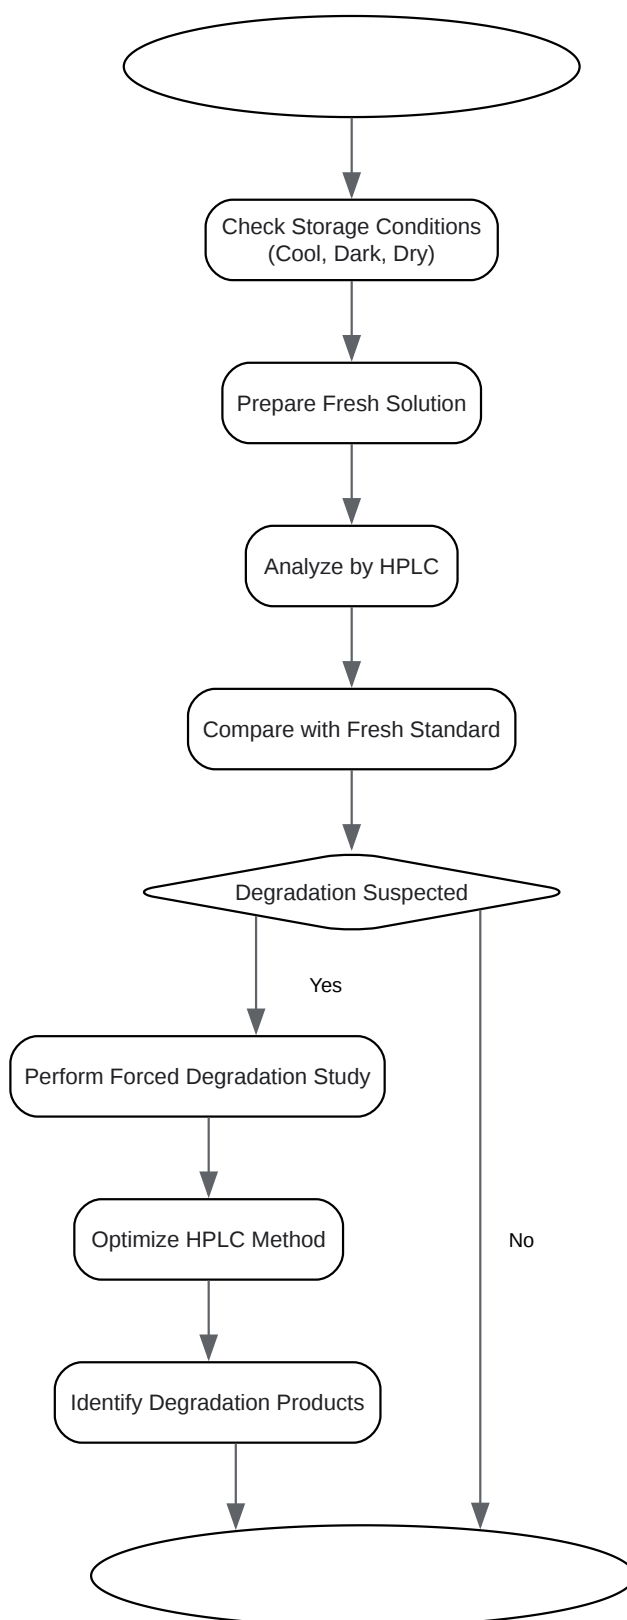 Check Storage Conditions
(Cool, Dark, Dry)
Prepare Fresh Solution
Analyze by HPLC
Compare with Fresh Standard
Degradation Suspected
Yes
Perform Forced Degradation Study
Optimize HPLC Method
No
Identify Degradation Products